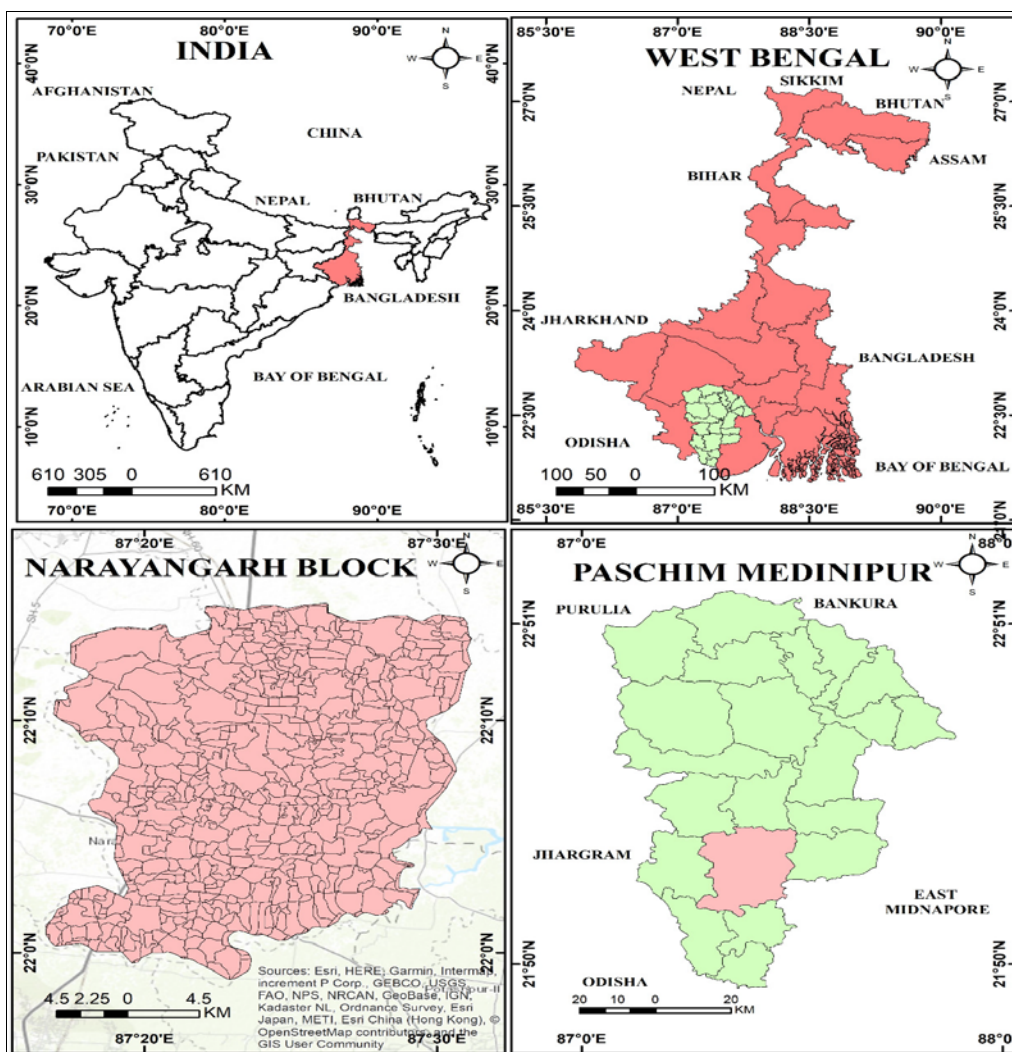 70°0'E 80°0'E 90°0'E
INDIA
N
W E
S
40°0'N
30°0'N
20°0'N
10°0'N
40°0'N
30°0'N
20°0'N
10°0'N
AFGHANISTAN
CHINA
PAKISTAN
NEPAL
BHUTAN
BANGLADESH
ARABIAN SEA
BAY OF BENGAL
610 305 0 610
KM
70°0'E 80°0'E 90°0'E
85°30'E 87°0'E 88°30'E 90°0'E
WEST BENGAL
N
W E
S
27°0'N
25°30'N
24°0'N
22°30'N
27°0'N
25°30'N
24°0'N
22°30'N
SIKKIM
NEPAL
BHUTAN
ASSAM
BIHAR
JHARKHAND
BANGLADESH
ODISHA
BAY OF BENGAL
100 50 0 100
KM
85°30'E 87°0'E 88°30'E 90°0'E
87°20'E 87°30'E
NARAYANGARH BLOCK
N
W E
S
SH-5
22°10'N
22°0'N
22°10'N
22°0'N
Nara
4.5 2.25 0 4.5
KM
Sources: Esri, HERE, Garmin, Intermap,
increment P Corp., GEBCO, USGS,
FAO, NPS, NRCAN, GeoBase, IGN,
Kadaster NL, Ordnance Survey, Esri
Japan, METI, Esri China (Hong Kong), ©
OpenStreetMap contributors, and the
GIS User Community
87°20'E 87°30'E
87°0'E 88°0
PASCHIM MEDINIPUR
N
W E
S
22°51'N
21°50'N
22°51'N
21°50'N
PURULIA
BANKURA
JHARGRAM
EAST
MIDNAPORE
ODISHA
20 10 0 20
KM
87°0'E 88°0